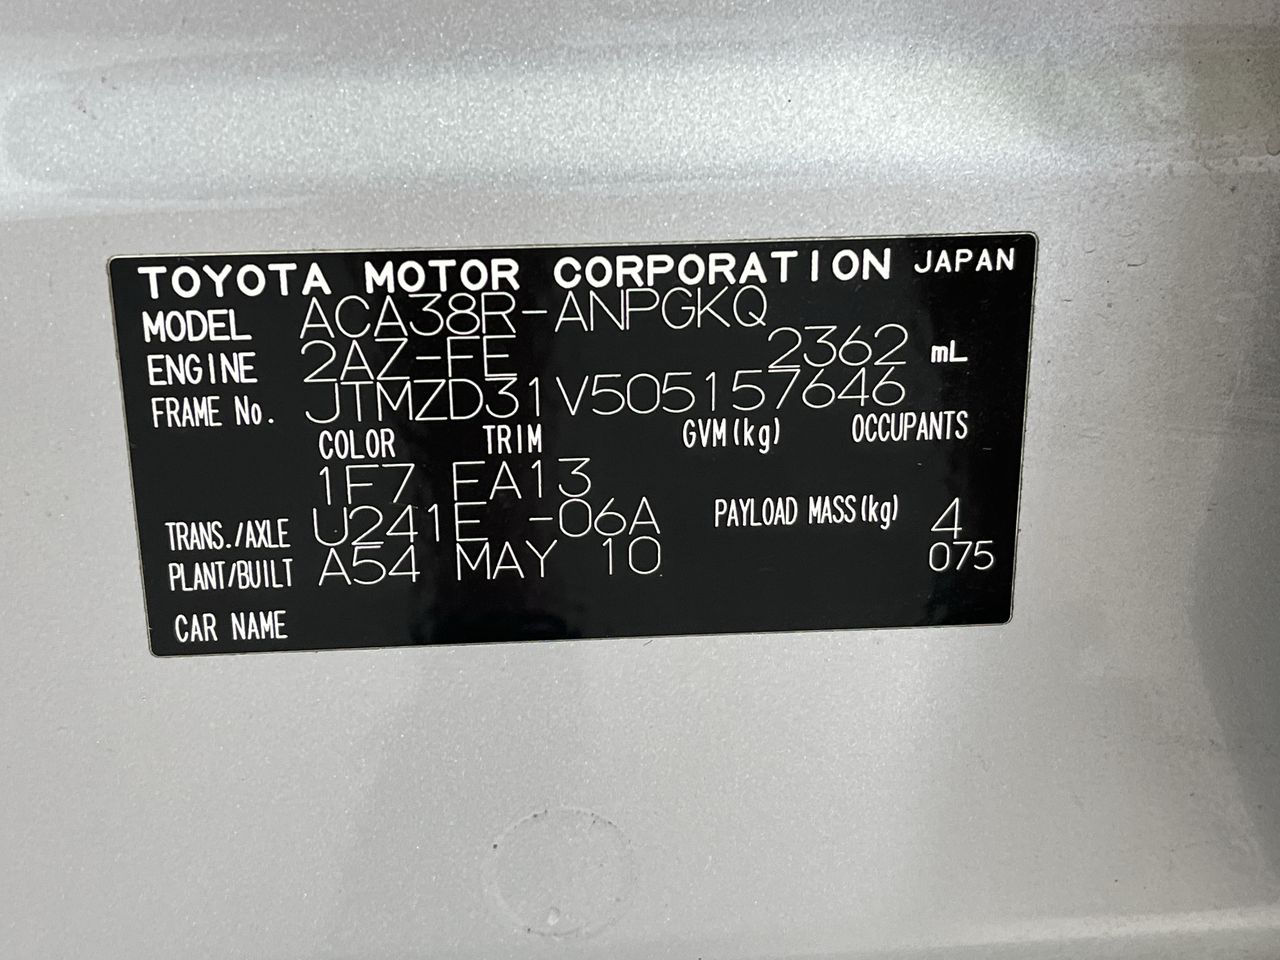 TOYOTA MOTOR CORPORATION JAPAN
MODEL ACA38R-ANPGKQ
ENGINE 2AZ-FE 2362 mL
FRAME No. JTMZD31V505157646
COLOR TRIM GVM(kg) OCCUPANTS
1F7 EA13
TRANS./AXLE U241E -06A PAYLOAD MASS(kg) 4
PLANT/BUILT A54 MAY 10 075
CAR NAME